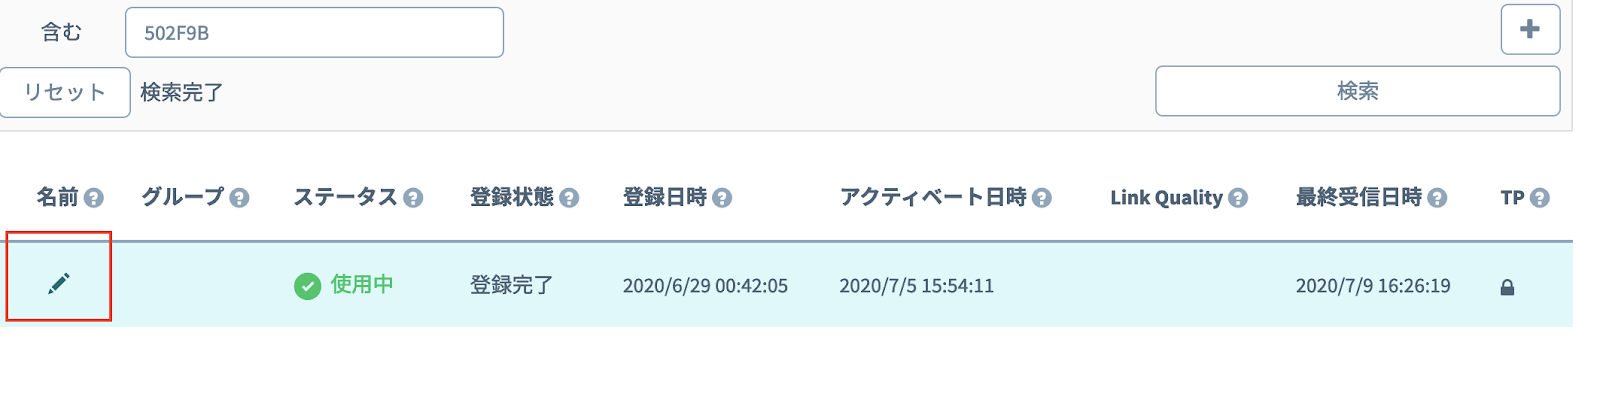 含む 502F9B
リセット 検索完了 検索
名前 グループ ステータス 登録状態 登録日時 アクティベート日時 Link Quality 最終受信日時 TP
使用中 登録完了 2020/6/29 00:42:05 2020/7/5 15:54:11 2020/7/9 16:26:19